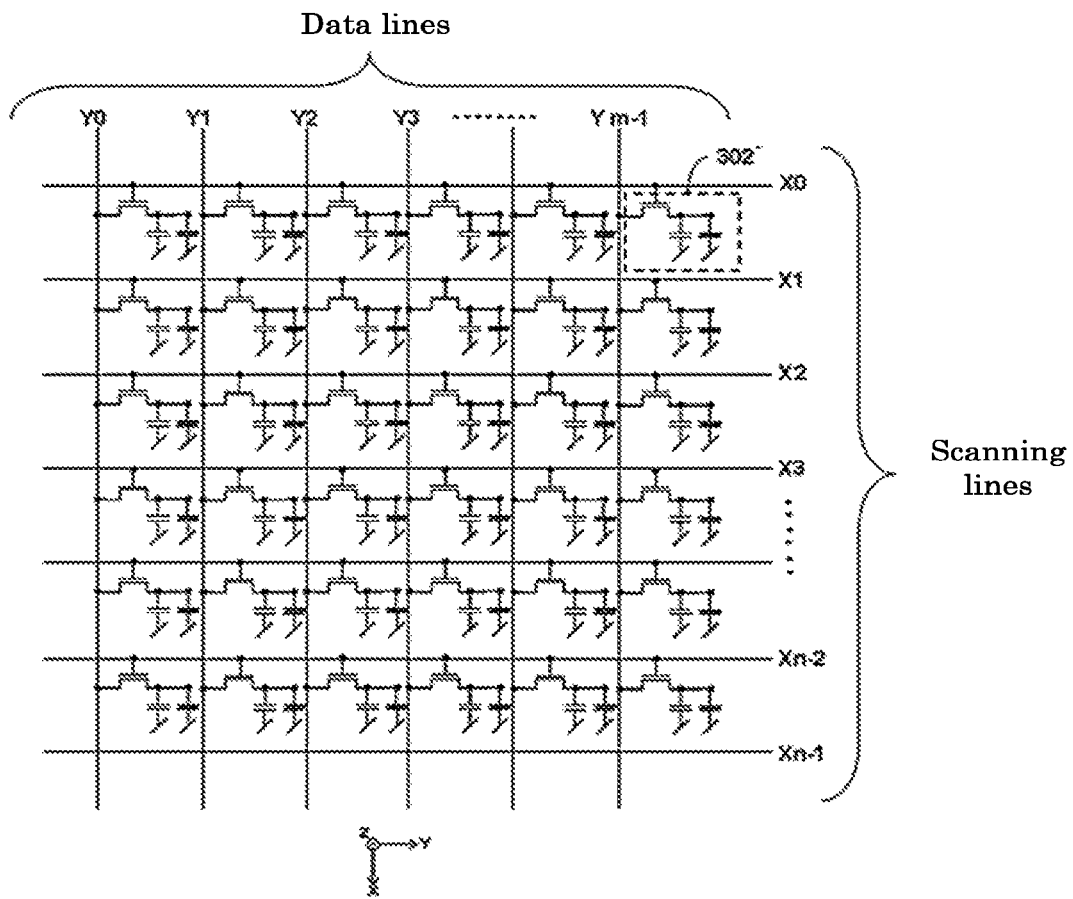 Data lines
Y0 Y1 Y2 Y3 Y m-1
302
X0
X1
X2
X3
Scanning
lines
Xn-2
Xn-1
Z
Y
X